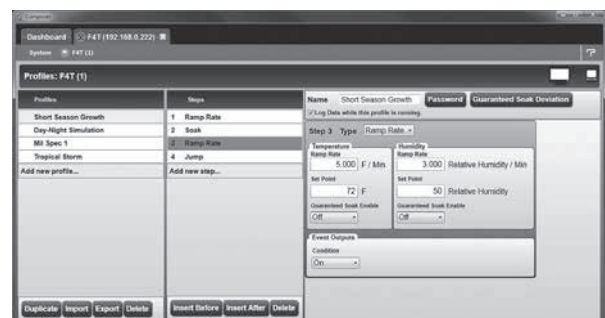 Composer
Dashboard F4T (192.168.0.222)
System F4T (1)
Profiles: F4T (1)
Profiles
Short Season Growth
Day-Night Simulation
Mil Spec 1
Tropical Storm
Add new profile...
Duplicate Import Export Delete
Steps
1 Ramp Rate
2 Soak
3 Ramp Rate
4 Jump
Add new step...
Insert Before Insert After Delete
Name Short Season Growth Password Guaranteed Soak Deviation
Log Data while this profile is running.
Step 3 Type Ramp Rate
Temperature
Ramp Rate
5.000 F / Min
Set Point
72 F
Guaranteed Soak Enable
Off
Humidity
Ramp Rate
3.000 Relative Humidity / Min
Set Point
50 Relative Humidity
Guaranteed Soak Enable
Off
Event Outputs
Condition
On
?